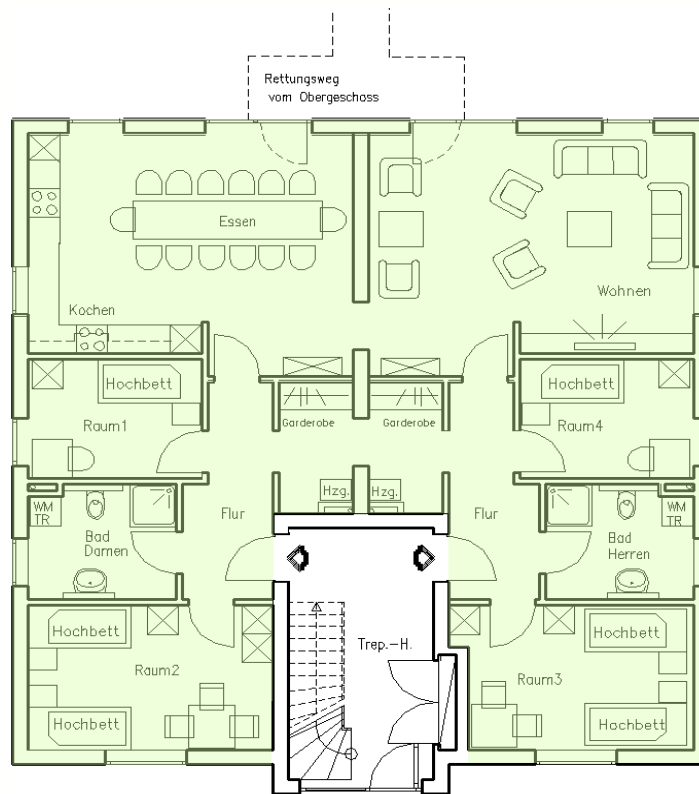 Rettungsweg
vom Obergeschoss
Essen
Kochen
Wohnen
Hochbett
Hochbett
Raum1
Raum4
Garderobe
Garderobe
Hzg.
Hzg.
WM
TR
Bad
Damen
Flur
Flur
Bad
Herren
WM
TR
Hochbett
Hochbett
Raum2
Trep.-H.
Raum3
Hochbett
Hochbett